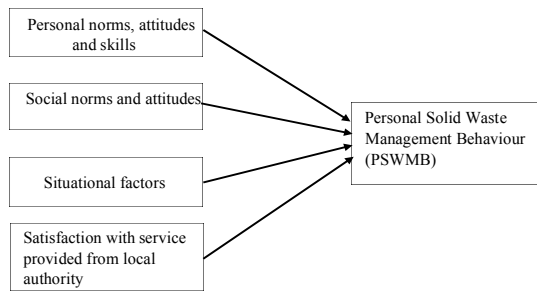 Personal norms, attitudes
and skills
Social norms and attitudes
Situational factors
Satisfaction with service
provided from local
authority
Personal Solid Waste
Management Behaviour
(PSWMB)